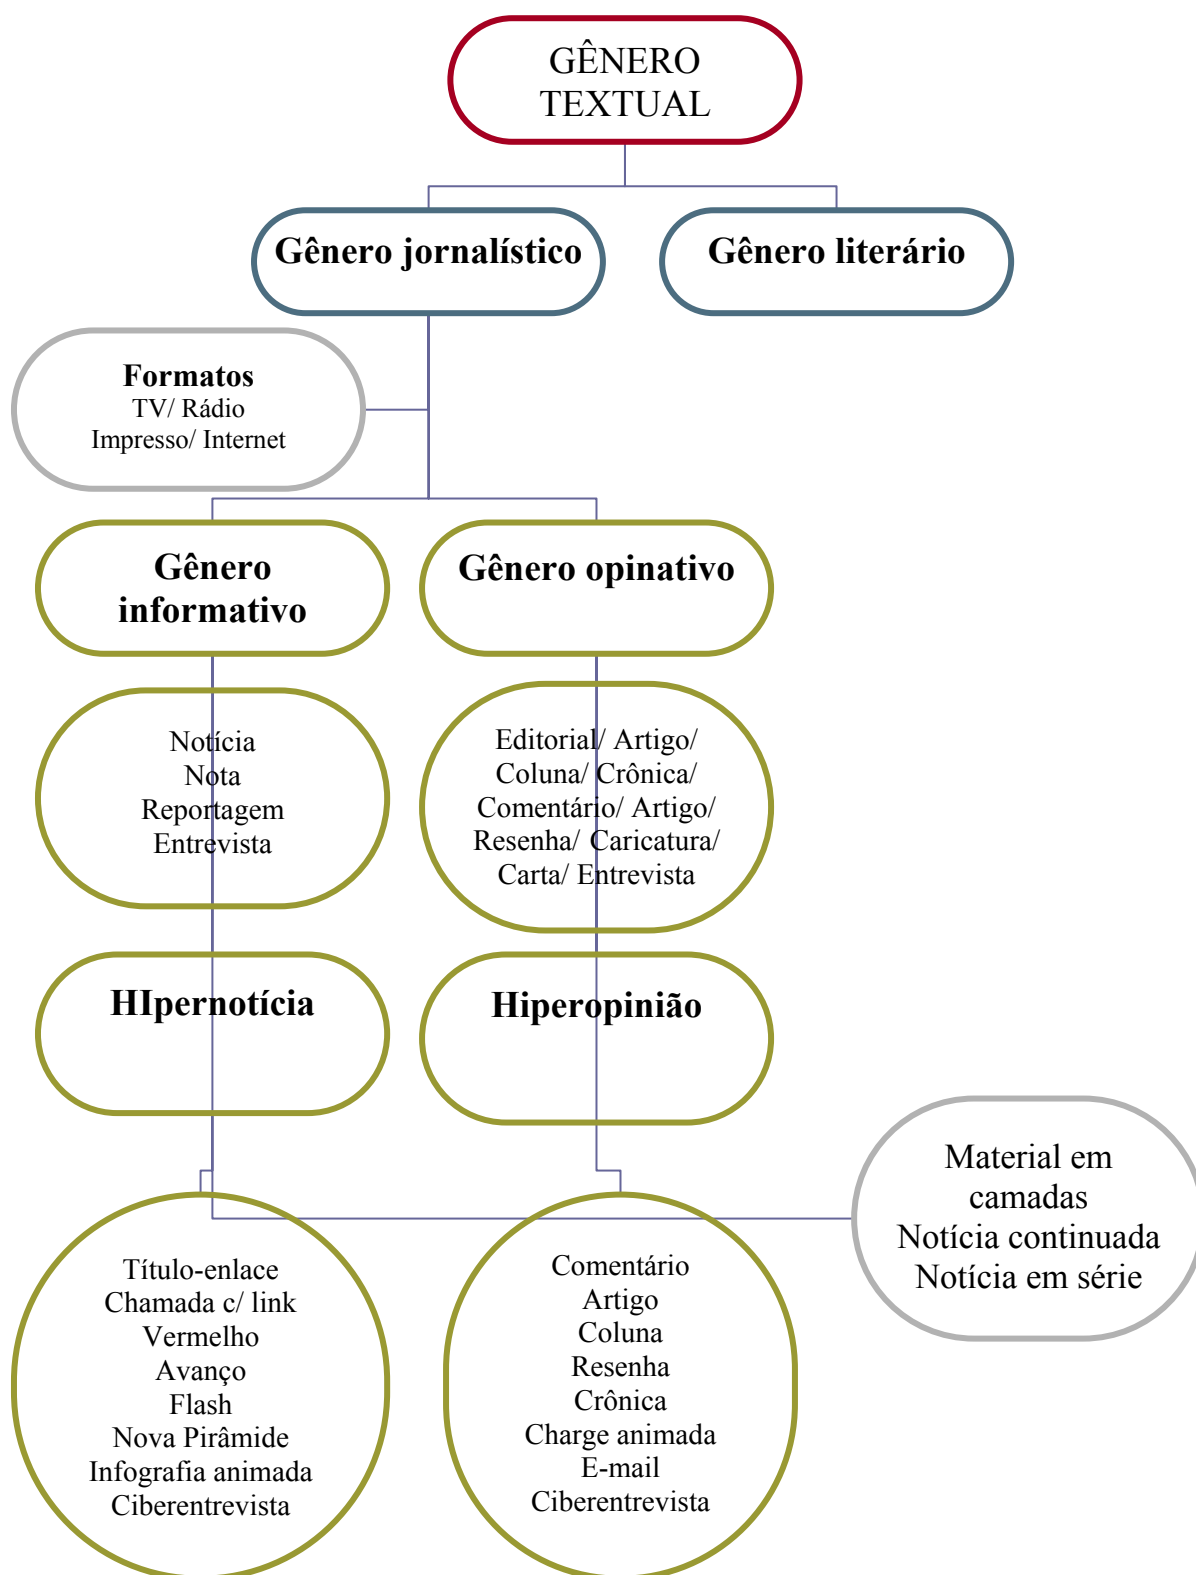 GÊNERO
TEXTUAL
Gênero jornalístico
Gênero literário
Formatos
TV/ Rádio
Impresso/ Internet
Gênero
informativo
Gênero opinativo
Notícia
Nota
Reportagem
Entrevista
Editorial/ Artigo/
Coluna/ Crônica/
Comentário/ Artigo/
Resenha/ Caricatura/
Carta/ Entrevista
HIpernotícia
Hiperopinião
Material em
camadas
Notícia continuada
Notícia em série
Título-enlace
Chamada c/ link
Vermelho
Avanço
Flash
Nova Pirâmide
Infografia animada
Ciberentrevista
Comentário
Artigo
Coluna
Resenha
Crônica
Charge animada
E-mail
Ciberentrevista